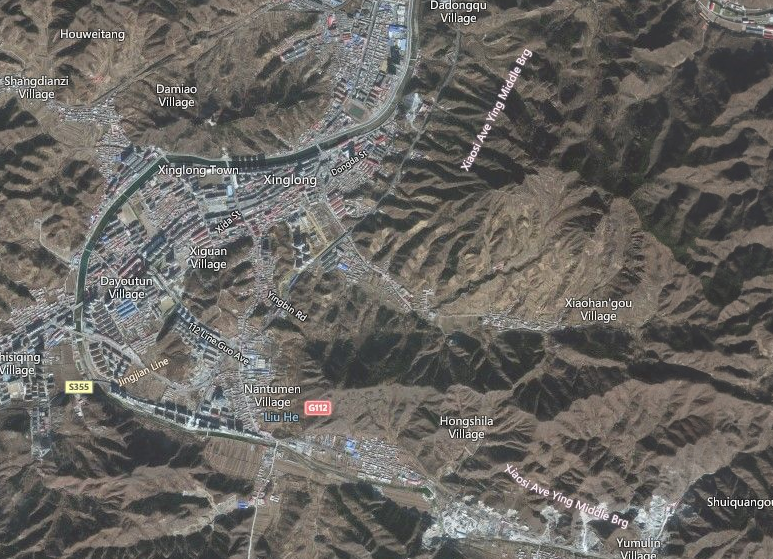 Dadongqu
Village
Houweitang
Shangdianzi
Village
Damiao
Village
Xiaosi Ave Ying Middle Brg
Xinglong Town
Xinglong
Dongda St
Xida St
Xiguan
Village
Dayoutun
Village
Yingbin Rd
Xiaohan'gou
Village
112 Line Guo Ave
hisiqing
Village
Jingjian Line
S355
Nantumen
Village
Liu He
G112
Hongshila
Village
Xiaosi Ave Ying Middle Brg
Shuiquangou
Yumulin
Village